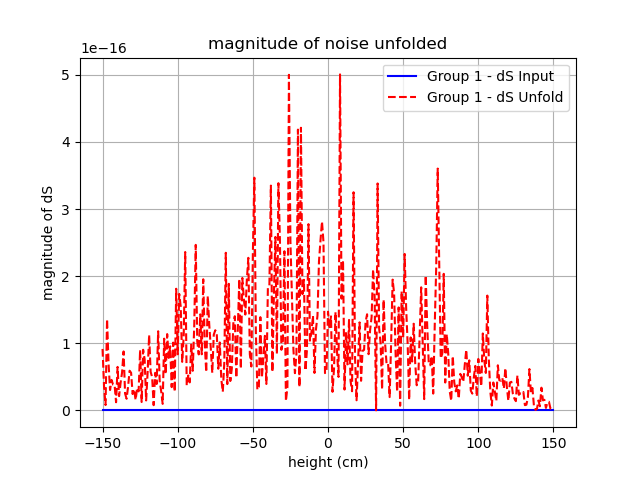 magnitude of noise unfolded
1e−16
Group 1 - dS Input
Group 1 - dS Unfold
5
4
3
2
1
0
magnitude of dS
−150
−100
−50
0
50
100
150
height (cm)